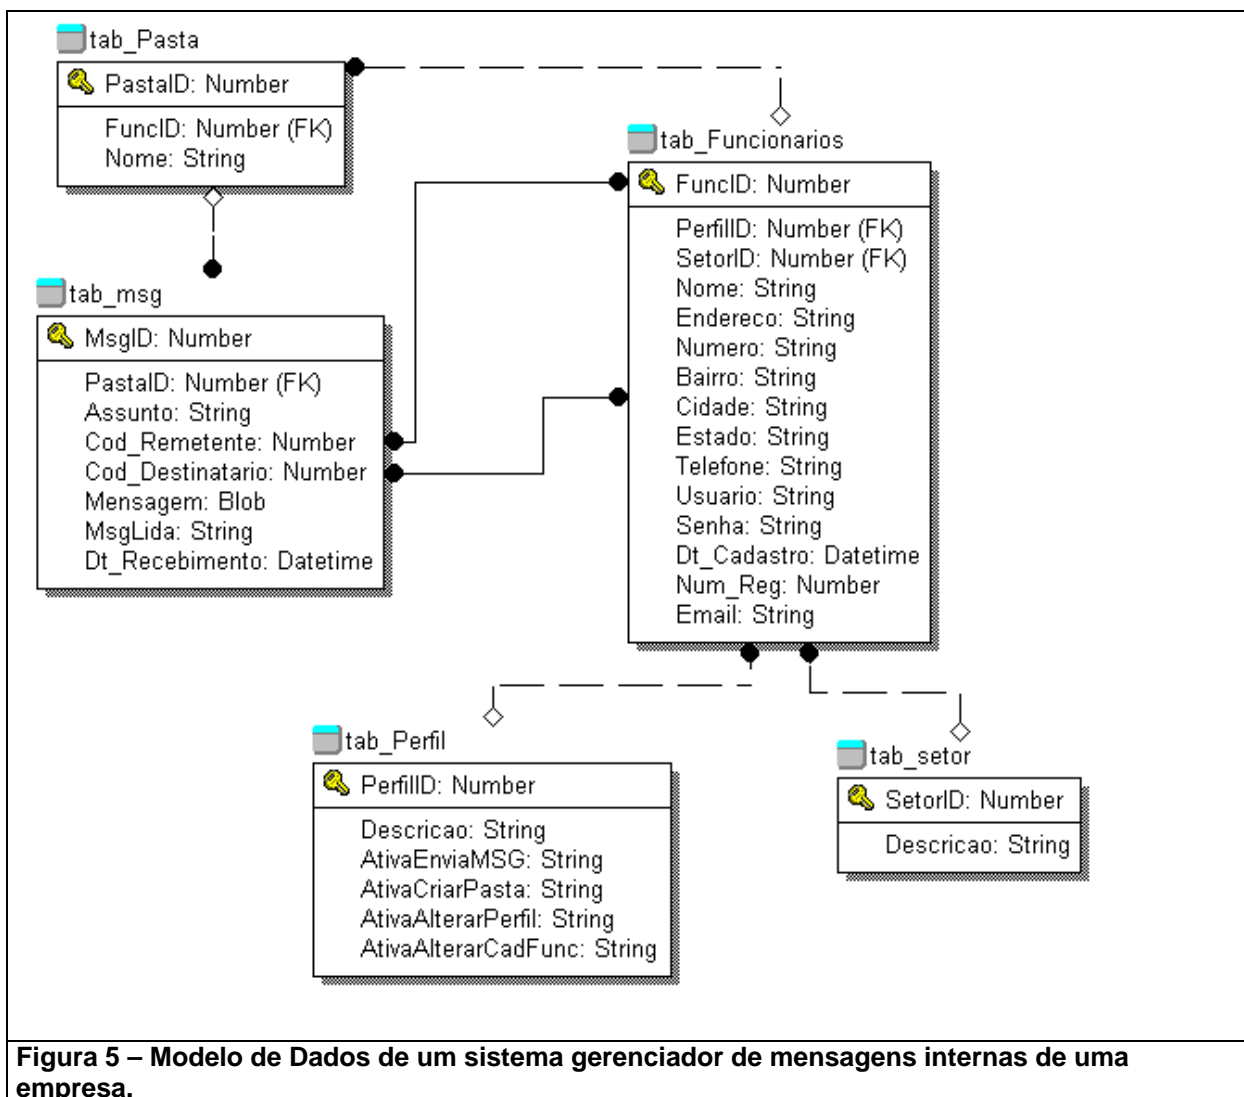 tab_Pasta
PastaID: Number
FuncID: Number (FK)
Nome: String
tab_Funcionarios
FuncID: Number
PerfilID: Number (FK)
SetorID: Number (FK)
Nome: String
Endereco: String
Numero: String
Bairro: String
Cidade: String
Estado: String
Telefone: String
Usuario: String
Senha: String
Dt_Cadastro: Datetime
Num_Reg: Number
Email: String
tab_msg
MsgID: Number
PastaID: Number (FK)
Assunto: String
Cod_Remetente: Number
Cod_Destinatario: Number
Mensagem: Blob
MsgLida: String
Dt_Recebimento: Datetime
tab_Perfil
PerfilID: Number
Descricao: String
AtivaEnviaMSG: String
AtivaCriarPasta: String
AtivaAlterarPerfil: String
AtivaAlterarCadFunc: String
tab_setor
SetorID: Number
Descricao: String
Figura 5 – Modelo de Dados de um sistema gerenciador de mensagens internas de uma
empresa.